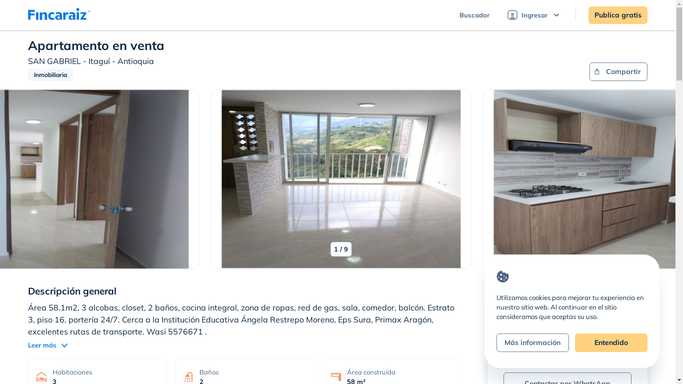 Fincaraiz
Buscador
Ingresar
Publica gratis
Apartamento en venta
SAN GABRIEL - Itaguí - Antioquia
Inmobiliaria
Compartir
1 / 9
Descripción general
Área 58.1m2, 3 alcobas, closet, 2 baños, cocina integral, zona de ropas, red de gas, sala, comedor, balcón. Estrato
3, piso 16, portería 24/7. Cerca a la Institución Educativa Ángela Restrepo Moreno, Eps Sura, Primax Aragón,
excelentes rutas de transporte. Wasi 5576671 .
Leer más
Habitaciones
3
Baños
2
Área construida
58 m²
Utilizamos cookies para mejorar tu experiencia en
nuestro sitio web. Al continuar en el sitio
consideramos que aceptas su uso.
Más información
Entendido
Contactar por WhatsApp